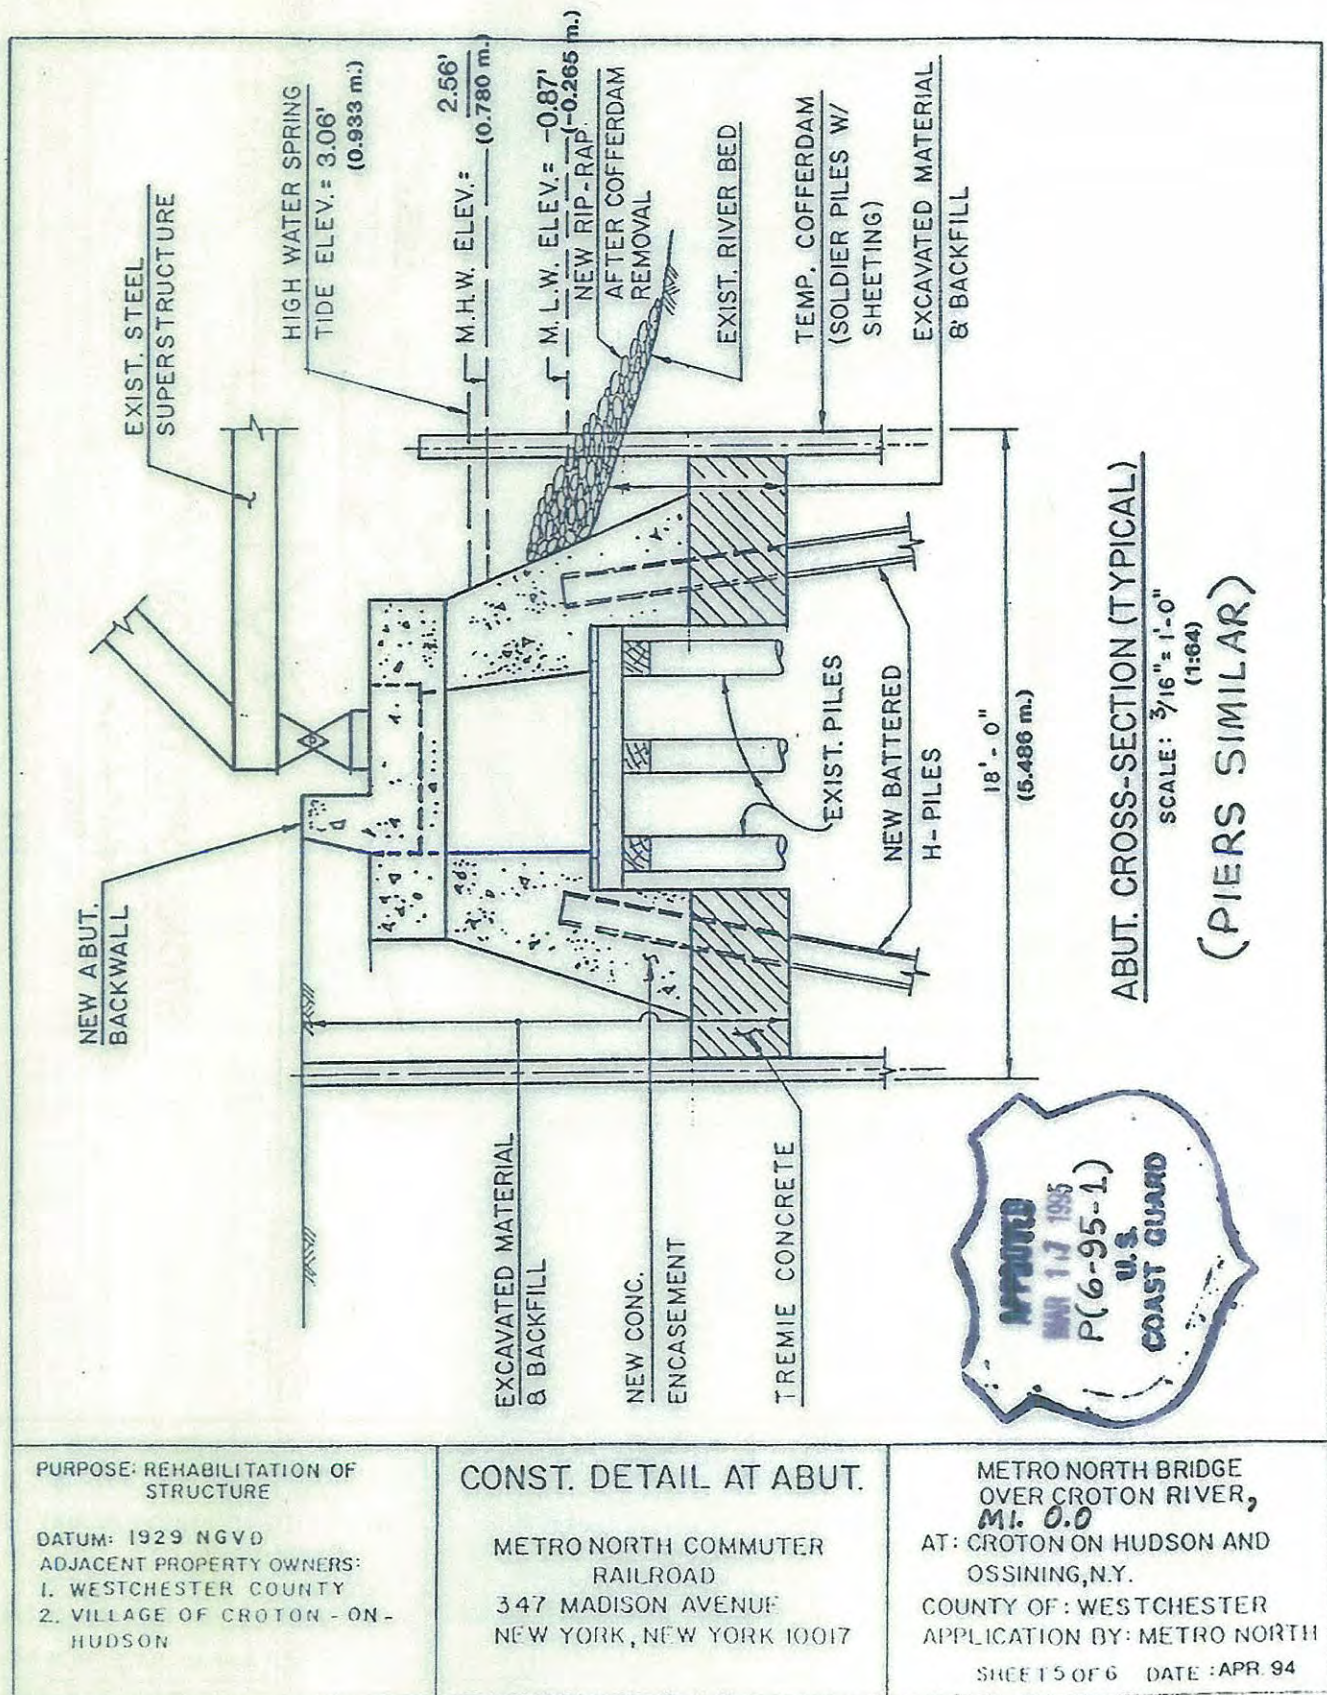 EXIST. STEEL
SUPERSTRUCTURE
HIGH WATER SPRING
TIDE ELEV.= 3.06'
(0.933 m.)
M.H.W. ELEV.= 2.56'
(0.780 m.)
M.L.W. ELEV.= -0.87'
(-0.265 m.)
NEW RIP-RAP
AFTER COFFERDAM
REMOVAL
EXIST. RIVER BED
TEMP. COFFERDAM
(SOLDIER PILES W/
SHEETING)
EXCAVATED MATERIAL
& BACKFILL
NEW ABUT.
BACKWALL
EXIST. PILES
NEW BATTERED
H-PILES
18'-0"
(5.486 m.)
EXCAVATED MATERIAL
& BACKFILL
NEW CONC.
ENCASEMENT
TREMIE CONCRETE
ABUT. CROSS-SECTION (TYPICAL)
SCALE: 3/16" = 1'-0"
(1:64)
(PIERS SIMILAR)
APPROVED
MAR 17 1995
P(6-95-1)
U.S.
COAST GUARD
PURPOSE: REHABILITATION OF
STRUCTURE
DATUM: 1929 NGVD
ADJACENT PROPERTY OWNERS:
1. WESTCHESTER COUNTY
2. VILLAGE OF CROTON-ON-
HUDSON
CONST. DETAIL AT ABUT.
METRO NORTH COMMUTER
RAILROAD
347 MADISON AVENUE
NEW YORK, NEW YORK 10017
METRO NORTH BRIDGE
OVER CROTON RIVER,
MI. 0.0
AT: CROTON ON HUDSON AND
OSSINING, N.Y.
COUNTY OF: WESTCHESTER
APPLICATION BY: METRO NORTH
SHEET 5 OF 6 DATE: APR. 94